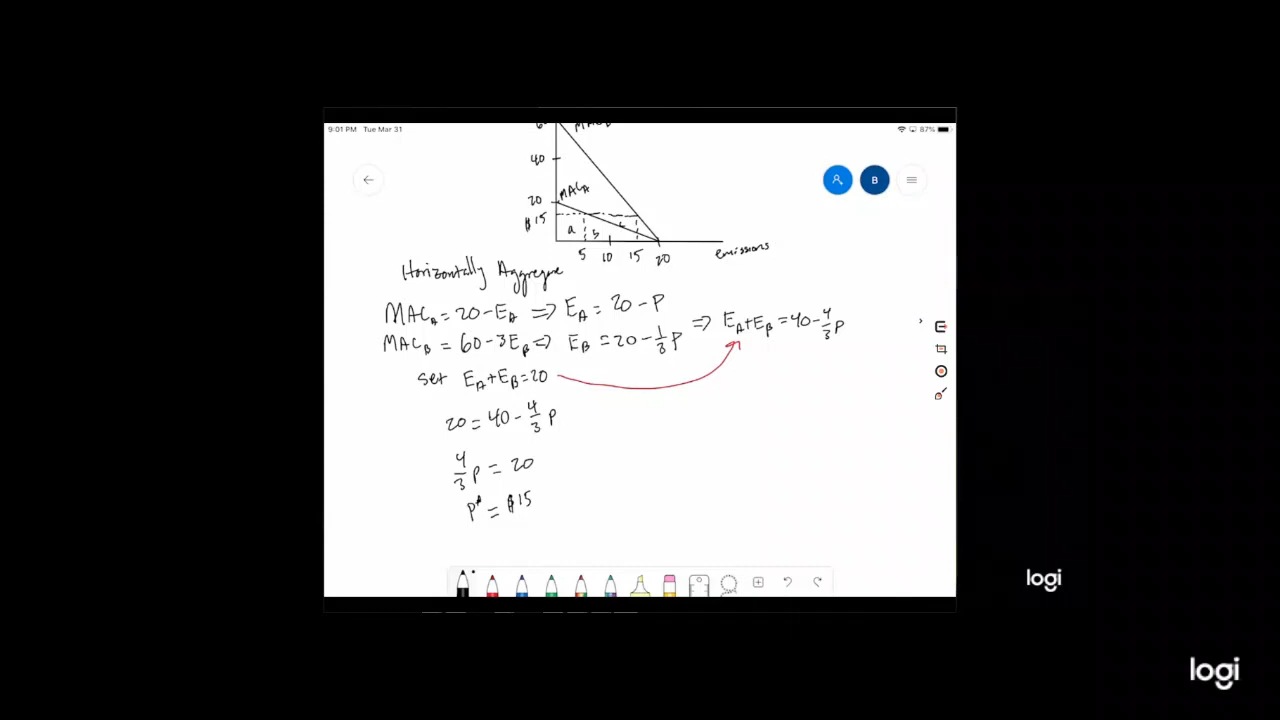 9:01 PM Tue Mar 31
87%
60
MAC_B
40
B
20
MAC_A
$15
a
b
c
5 10 15 20
emissions
Horizontally Aggregate
MAC_A = 20 - E_A ⟹ E_A = 20 - P
MAC_B = 60 - 3E_B ⟹ E_B = 20 - 1/3 P ⟹ E_A + E_B = 40 - 4/3 P
set E_A + E_B = 20
20 = 40 - 4/3 P
4/3 P = 20
P* = $15
logi
logi